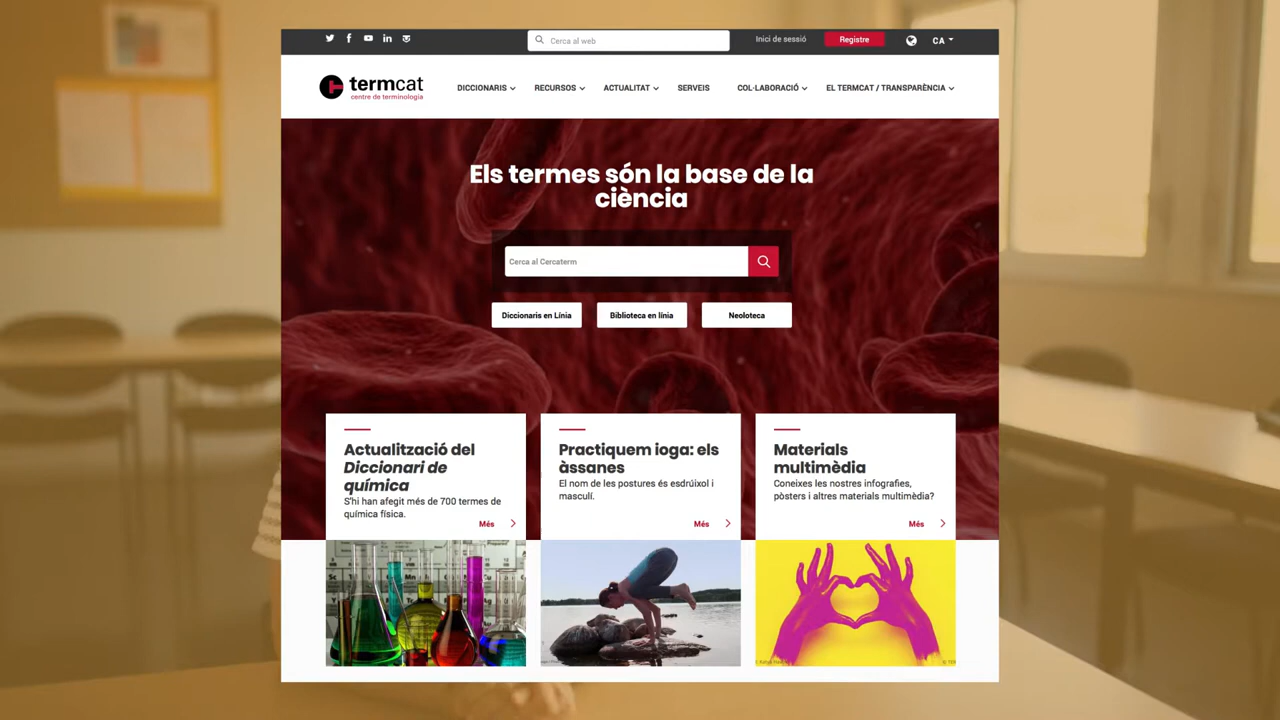 Cerca al web
Inici de sessió
Registre
CA
termcat
centre de terminologia
DICCIONARIS
RECURSOS
ACTUALITAT
SERVEIS
COL·LABORACIÓ
EL TERMCAT / TRANSPARÈNCIA
Els termes són la base de la
ciència
Cerca al Cercaterm
Diccionaris en Línia
Biblioteca en línia
Neoloteca
Actualització del
Diccionari de
química
S'hi han afegit més de 700 termes de
química física.
Més
Practiquem ioga: els
àssanes
El nom de les postures és esdrúixol i
masculí.
Més
Materials
multimèdia
Coneixes les nostres infografies,
pòsters i altres materials multimèdia?
Més